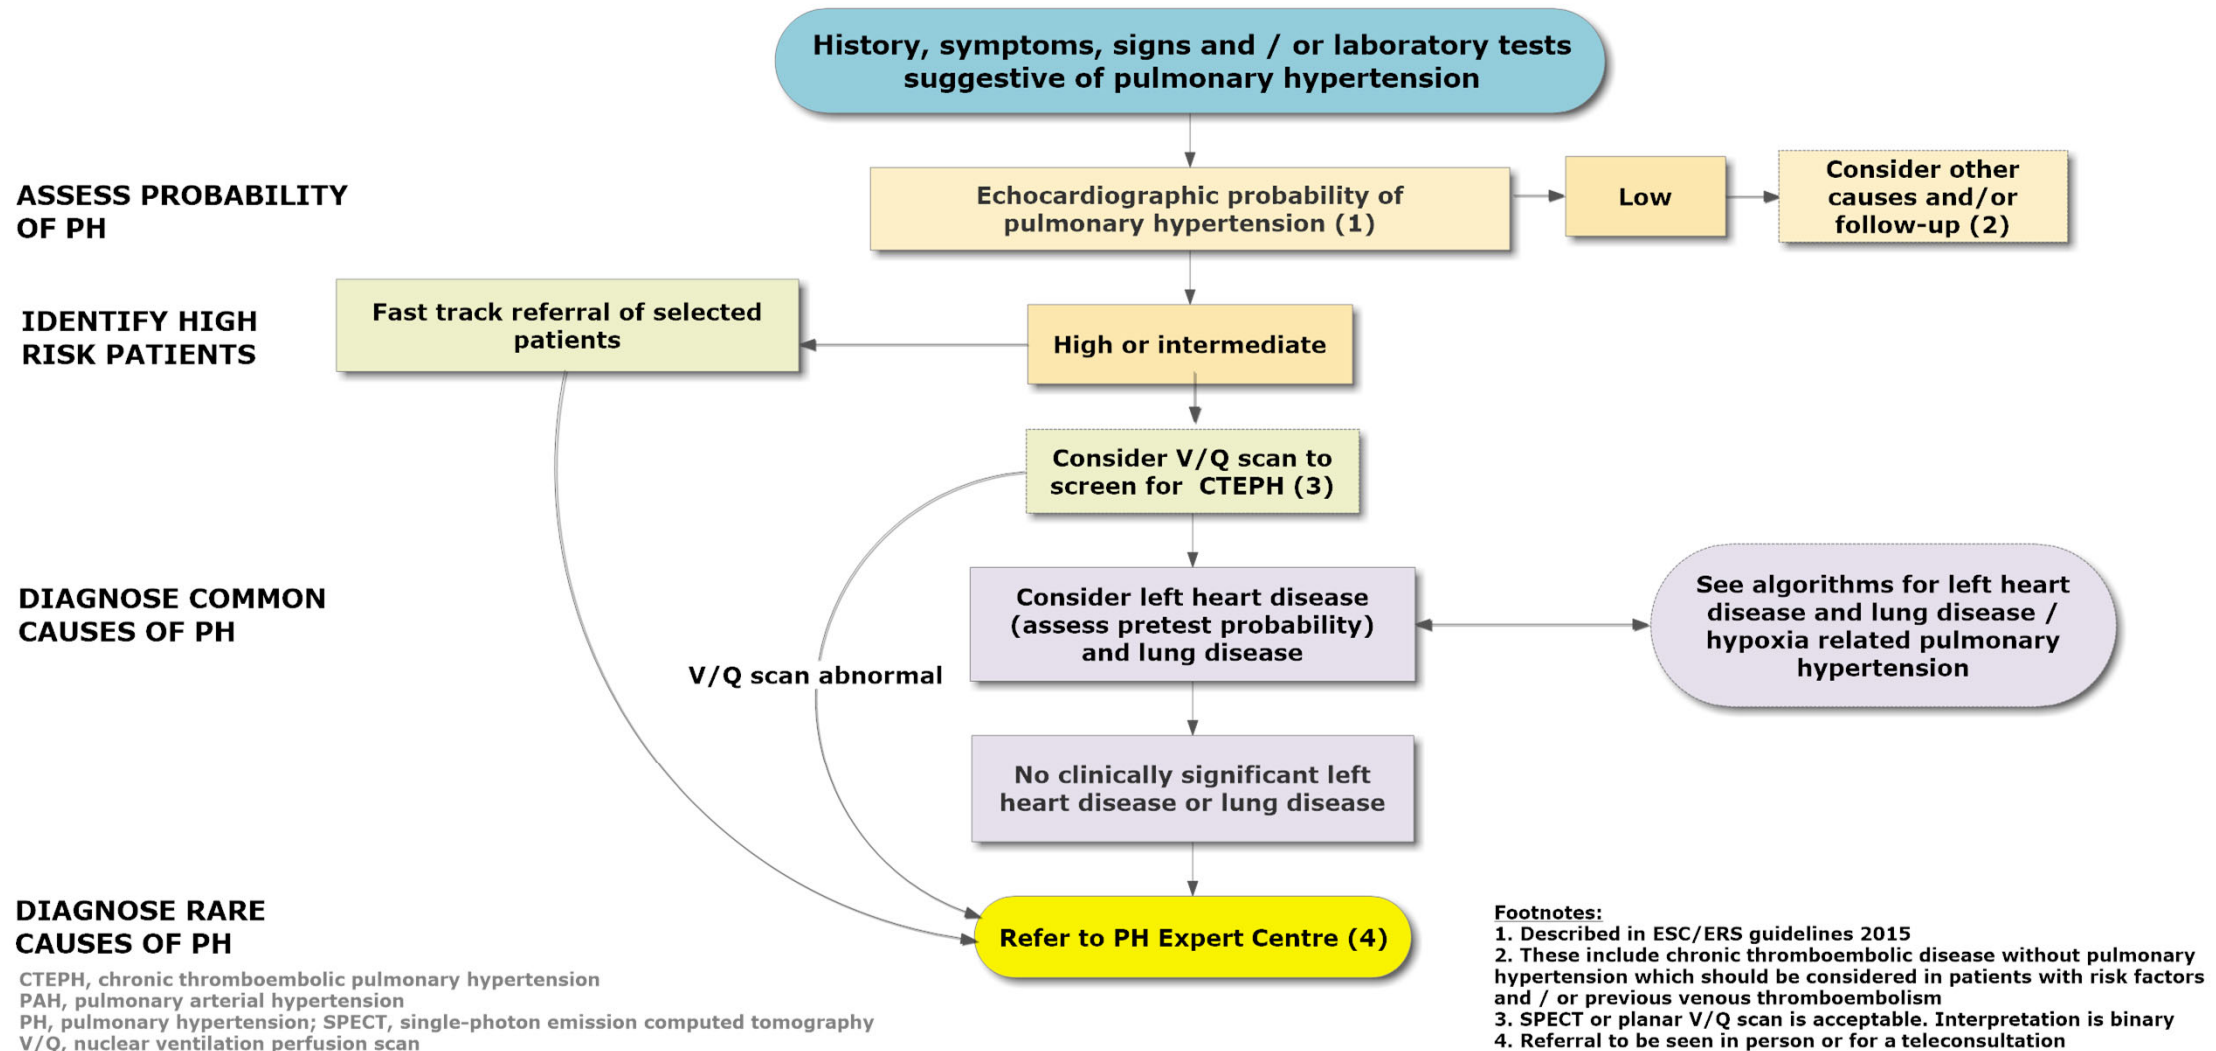 History, symptoms, signs and / or laboratory tests
suggestive of pulmonary hypertension
ASSESS PROBABILITY
OF PH
Echocardiographic probability of
pulmonary hypertension (1)
Low
Consider other
causes and/or
follow-up (2)
IDENTIFY HIGH
RISK PATIENTS
Fast track referral of selected
patients
High or intermediate
Consider V/Q scan to
screen for  CTEPH (3)
DIAGNOSE COMMON
CAUSES OF PH
Consider left heart disease
(assess pretest probability)
and lung disease
See algorithms for left heart
disease and lung disease /
hypoxia related pulmonary
hypertension
V/Q scan abnormal
No clinically significant left
heart disease or lung disease
DIAGNOSE RARE
CAUSES OF PH
Refer to PH Expert Centre (4)
CTEPH, chronic thromboembolic pulmonary hypertension
PAH, pulmonary arterial hypertension
PH, pulmonary hypertension; SPECT, single-photon emission computed tomography
V/Q, nuclear ventilation perfusion scan
Footnotes:
1. Described in ESC/ERS guidelines 2015
2. These include chronic thromboembolic disease without pulmonary
hypertension which should be considered in patients with risk factors
and / or previous venous thromboembolism
3. SPECT or planar V/Q scan is acceptable. Interpretation is binary
4. Referral to be seen in person or for a teleconsultation